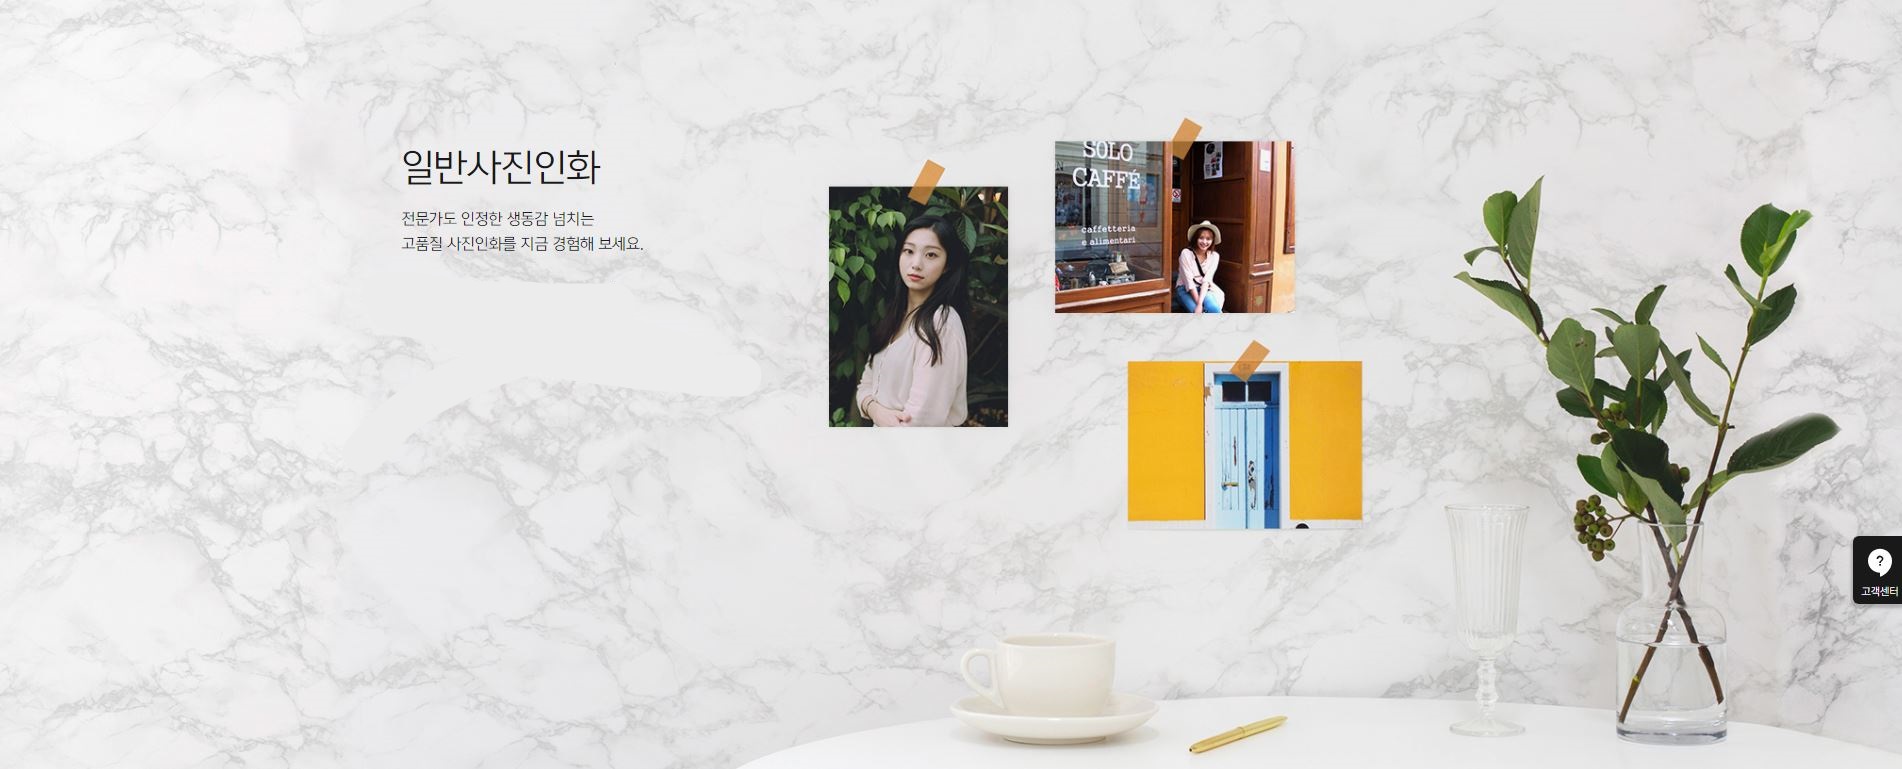 일반사진인화
전문가도 인정한 생동감 넘치는
고품질 사진인화를 지금 경험해 보세요.
SOLO
CAFFÉ
caffetteria
e alimentari
?
고객센터